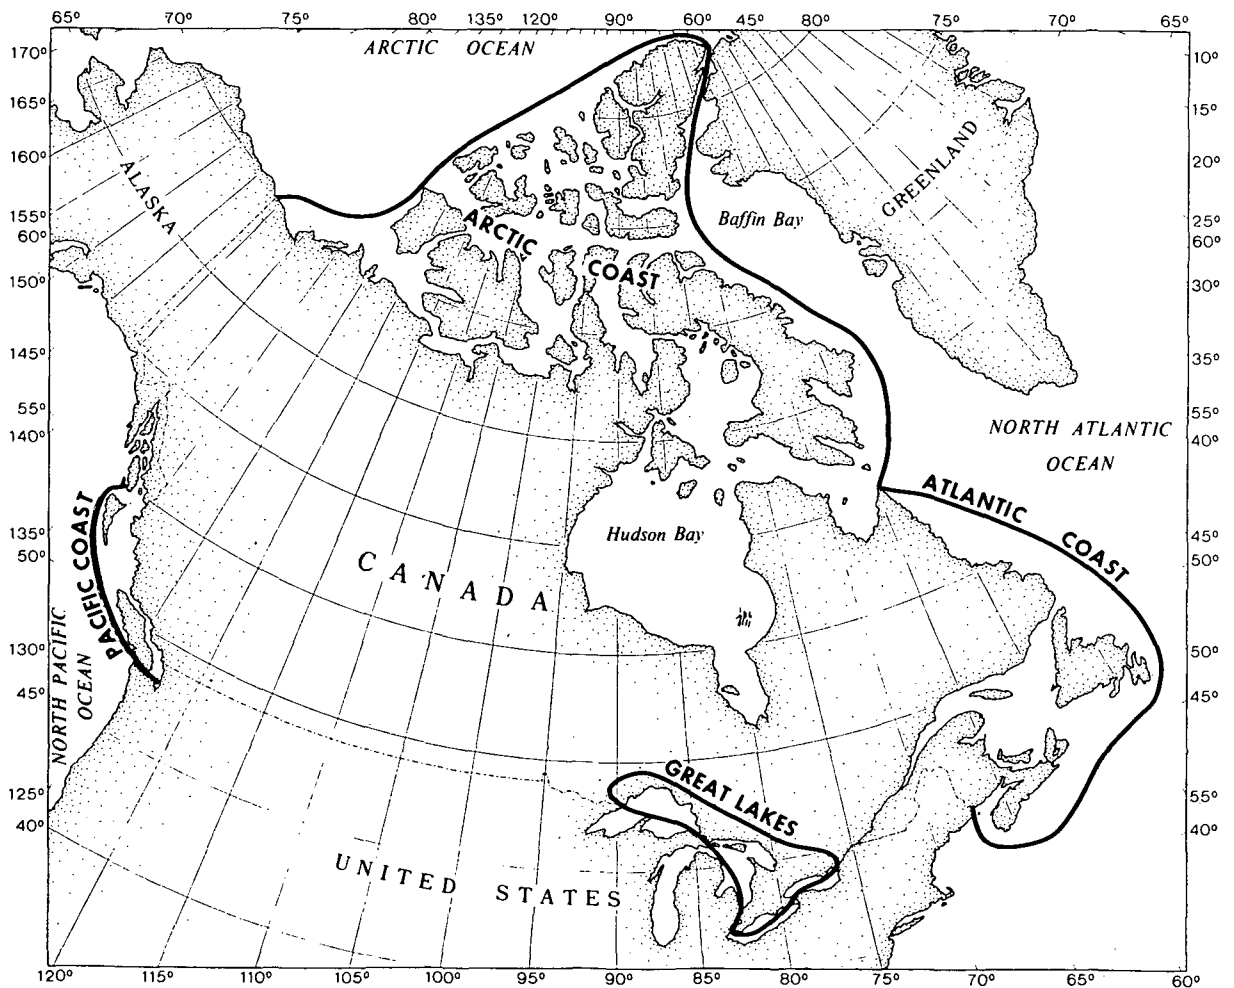 65° 70° 75° 80° 135° 120° 90° 60° 45° 80° 75° 70° 65°
ARCTIC OCEAN
170°
165°
160°
155°
60°
150°
145°
55°
140°
135°
50°
130°
45°
125°
40°
10°
15°
20°
25°
60°
30°
35°
55°
40°
45°
50°
50°
45°
55°
40°
ALASKA
GREENLAND
Baffin Bay
ARCTIC COAST
NORTH ATLANTIC
OCEAN
ATLANTIC COAST
PACIFIC COAST
Hudson Bay
CANADA
NORTH PACIFIC
OCEAN
GREAT LAKES
UNITED STATES
120° 115° 110° 105° 100° 95° 90° 85° 80° 75° 70° 65° 60°